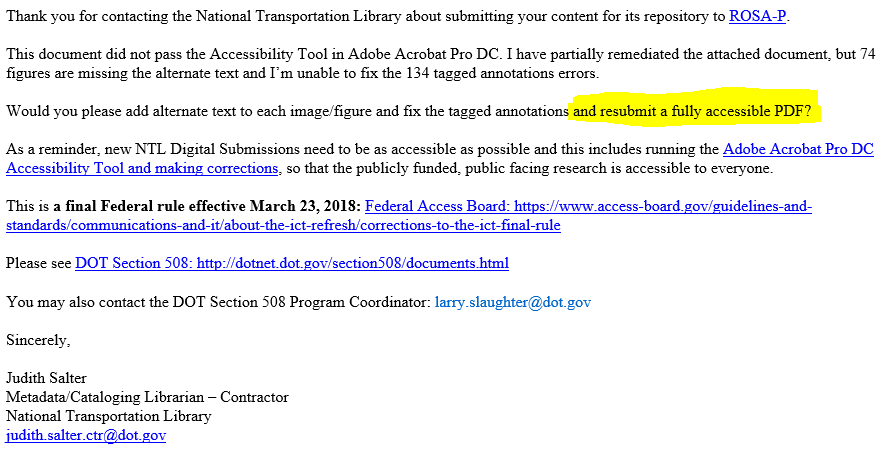 Thank you for contacting the National Transportation Library about submitting your content for its repository to ROSA-P.
This document did not pass the Accessibility Tool in Adobe Acrobat Pro DC. I have partially remediated the attached document, but 74
figures are missing the alternate text and I'm unable to fix the 134 tagged annotations errors.
Would you please add alternate text to each image/figure and fix the tagged annotations and resubmit a fully accessible PDF?
As a reminder, new NTL Digital Submissions need to be as accessible as possible and this includes running the Adobe Acrobat Pro DC
Accessibility Tool and making corrections, so that the publicly funded, public facing research is accessible to everyone.
This is a final Federal rule effective March 23, 2018: Federal Access Board: https://www.access-board.gov/guidelines-and-
standards/communications-and-it/about-the-ict-refresh/corrections-to-the-ict-final-rule
Please see DOT Section 508: http://dotnet.dot.gov/section508/documents.html
You may also contact the DOT Section 508 Program Coordinator: larry.slaughter@dot.gov
Sincerely,
Judith Salter
Metadata/Cataloging Librarian – Contractor
National Transportation Library
judith.salter.ctr@dot.gov